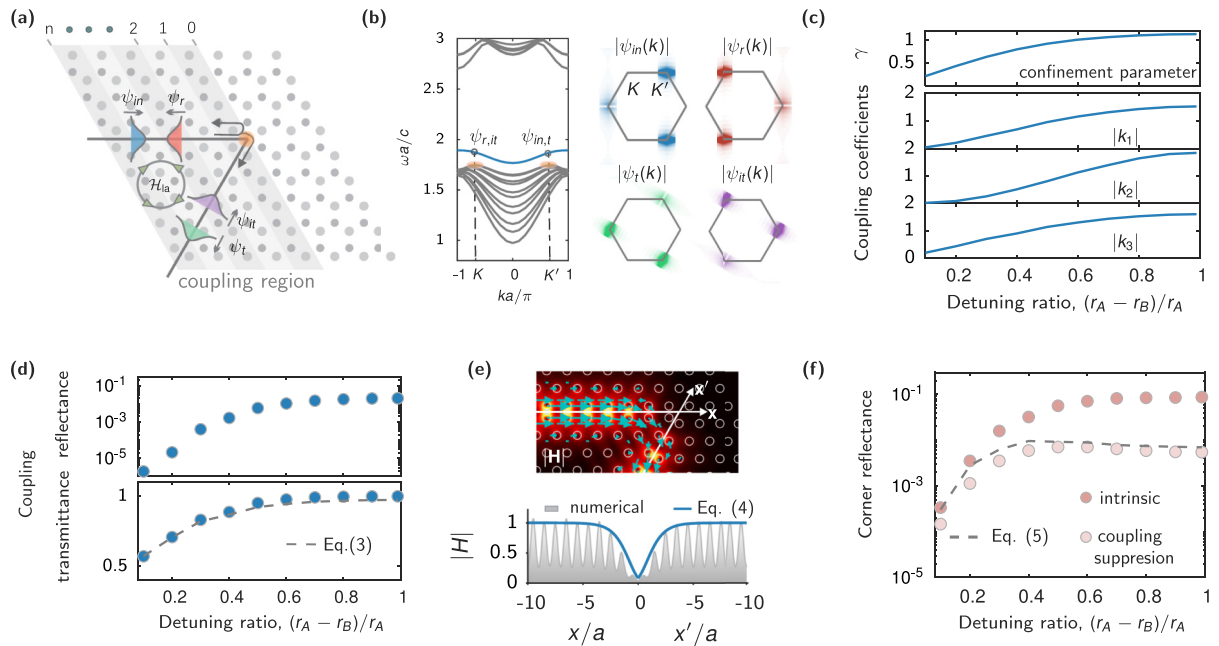 (a)
n 2 1 0
ψin ψr
ℋla
ψit
ψt
coupling region
(b)
3
2.5
2
1.5
1
ωa/c
ψr,it ψin,t
-1 K 0 K′ 1
ka/π
|ψin(k)| |ψr(k)|
K K′
|ψt(k)| |ψit(k)|
(c)
γ
1
0.5
confinement parameter
Coupling coefficients
2
1
|k1|
2
1
|k2|
2
1
0
|k3|
0.2 0.4 0.6 0.8 1
Detuning ratio, (rA − rB)/rA
(d)
Coupling
transmittance reflectance
10-1
10-3
10-5
1
0.5
Eq.(3)
0.2 0.4 0.6 0.8 1
Detuning ratio, (rA − rB)/rA
(e)
x′
x
|H|
numerical Eq. (4)
|H|
1
0.5
0
-10 -5 0 -5 -10
x/a x′/a
(f)
Corner reflectance
10-1
10-3
10-5
intrinsic
Eq. (5)
coupling
suppresion
0.2 0.4 0.6 0.8 1
Detuning ratio, (rA − rB)/rA